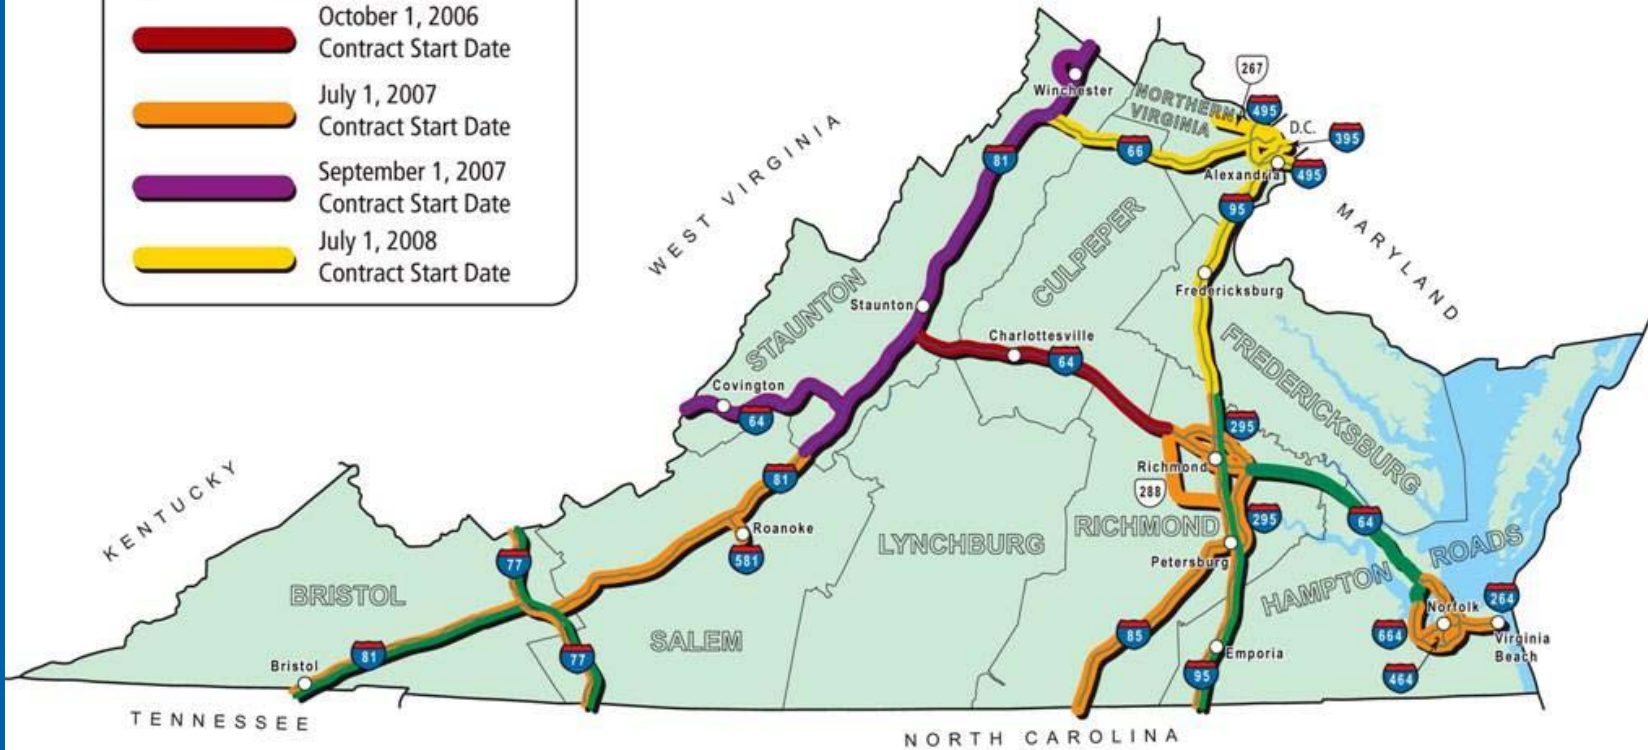 October 1, 2006
Contract Start Date
July 1, 2007
Contract Start Date
September 1, 2007
Contract Start Date
July 1, 2008
Contract Start Date
WEST VIRGINIA
KENTUCKY
TENNESSEE
NORTH CAROLINA
MARYLAND
D.C.
NORTHERN
VIRGINIA
STAUNTON
CULPEPER
FREDERICKSBURG
BRISTOL
SALEM
LYNCHBURG
RICHMOND
HAMPTON ROADS
Winchester
Alexandria
Fredericksburg
Staunton
Charlottesville
Covington
Richmond
Roanoke
Petersburg
Norfolk
Virginia
Beach
Emporia
Bristol
267
495
395
495
66
81
95
64
64
295
81
288
295
64
581
77
264
664
85
77
81
95
464